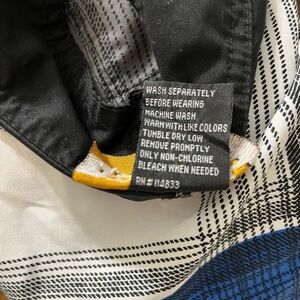 WASH SEPARATELY
BEFORE WEARING
MACHINE WASH
WARM WITH LIKE COLORS
TUMBLE DRY LOW
REMOVE PROMPTLY
ONLY NON-CHLORINE
BLEACH WHEN NEEDED
RN# 114833